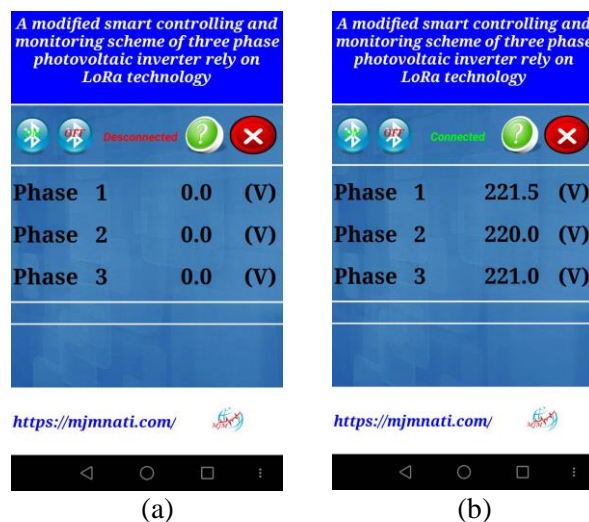 A modified smart controlling and
monitoring scheme of three phase
photovoltaic inverter rely on
LoRa technology
OFF Desconnected ?
Phase 1 0.0 (V)
Phase 2 0.0 (V)
Phase 3 0.0 (V)
https://mjmnati.com/
(a)
A modified smart controlling and
monitoring scheme of three phase
photovoltaic inverter rely on
LoRa technology
OFF Connected ?
Phase 1 221.5 (V)
Phase 2 220.0 (V)
Phase 3 221.0 (V)
https://mjmnati.com/
(b)